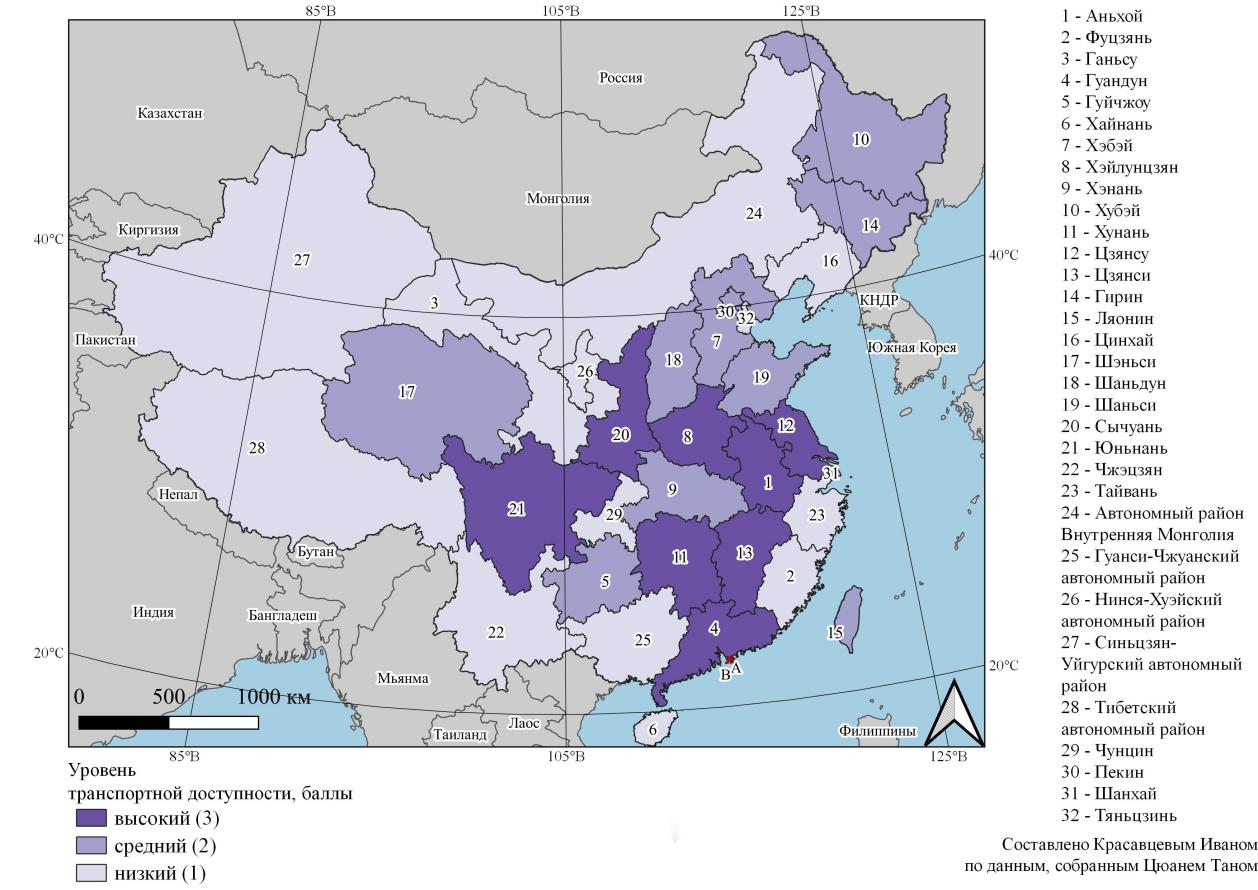 85°В
105°В
125°В
Россия
Казахстан
Монголия
Киргизия
40°С
40°С
КНДР
Южная Корея
Пакистан
Непал
Бутан
Индия
Бангладеш
Мьянма
Лаос
Таиланд
Филиппины
20°С
20°С
10
24
14
16
27
3
30
32
7
26
18
19
17
12
20
8
28
31
9
1
21
29
23
11
13
5
2
4
15
22
25
B
A
6
0 500 1000 км
85°В
105°В
125°В
Уровень
транспортной доступности, баллы
высокий (3)
средний (2)
низкий (1)
1 - Аньхой
2 - Фуцзянь
3 - Ганьсу
4 - Гуандун
5 - Гуйчжоу
6 - Хайнань
7 - Хэбэй
8 - Хэйлунцзян
9 - Хэнань
10 - Хубэй
11 - Хунань
12 - Цзянсу
13 - Цзянси
14 - Гирин
15 - Ляонин
16 - Цинхай
17 - Шэньси
18 - Шаньдун
19 - Шаньси
20 - Сычуань
21 - Юньнань
22 - Чжэцзян
23 - Тайвань
24 - Автономный район
Внутренняя Монголия
25 - Гуанси-Чжуанский
автономный район
26 - Нинся-Хуэйский
автономный район
27 - Синьцзян-
Уйгурский автономный
район
28 - Тибетский
автономный район
29 - Чунцин
30 - Пекин
31 - Шанхай
32 - Тяньцзинь
Составлено Красавцевым Иваном
по данным, собранным Цюанем Таном